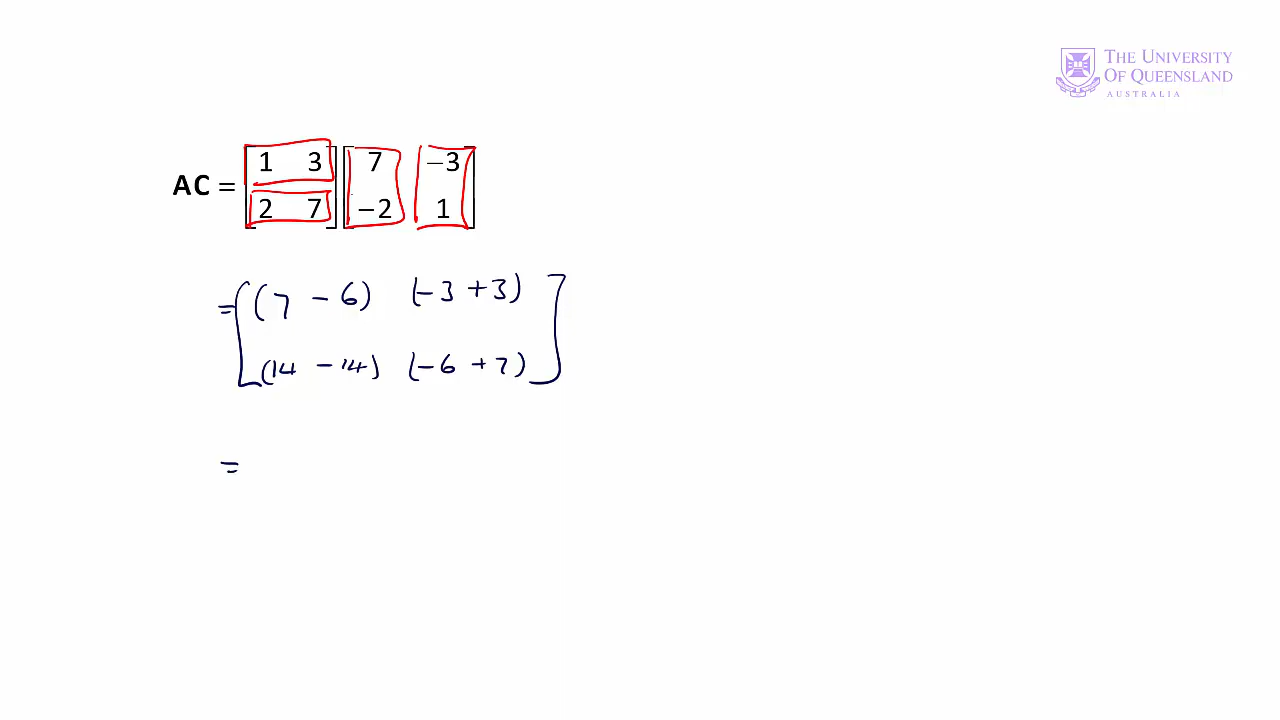 THE UNIVERSITY
OF QUEENSLAND
AUSTRALIA
AC = [1 3] [7 −3]
[2 7] [−2 1]
= [(7 − 6) (−3 + 3)]
[(14 − 14) (−6 + 7)]
=